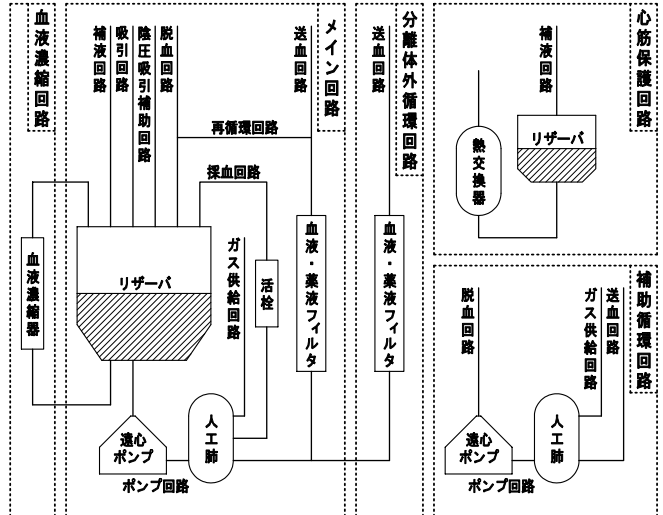 血液濃縮回路
補液回路
吸引回路
陰圧吸引補助回路
脱血回路
送血回路
メイン回路
再循環回路
採血回路
血液濃縮器
リザーバ
ガス供給回路
活栓
血液・薬液フィルタ
遠心
ポンプ
人工肺
ポンプ回路
送血回路
分離体外循環回路
血液・薬液フィルタ
心筋保護回路
補液回路
熱交換器
リザーバ
補助循環回路
脱血回路
ガス供給回路
送血回路
遠心
ポンプ
人工肺
ポンプ回路